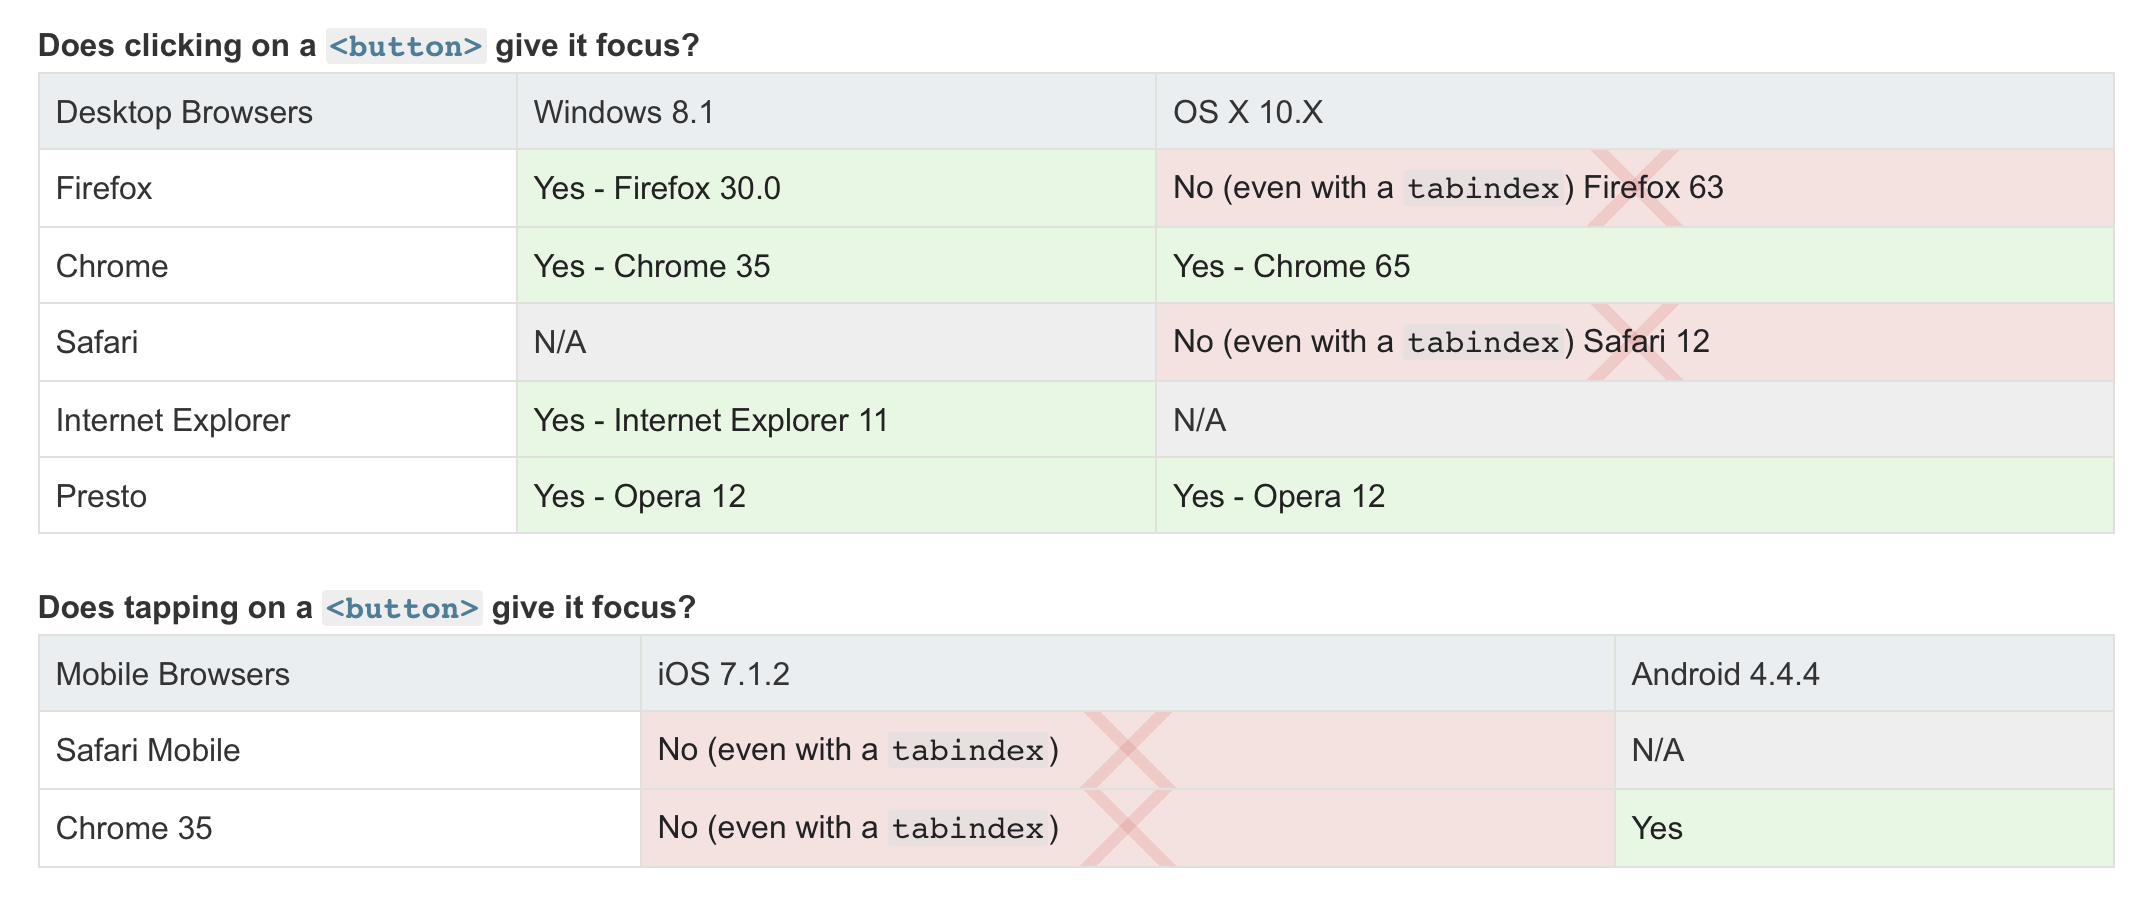 Does clicking on a <button> give it focus?
Desktop Browsers Windows 8.1 OS X 10.X
Firefox Yes - Firefox 30.0 No (even with a tabindex) Firefox 63
Chrome Yes - Chrome 35 Yes - Chrome 65
Safari N/A No (even with a tabindex) Safari 12
Internet Explorer Yes - Internet Explorer 11 N/A
Presto Yes - Opera 12 Yes - Opera 12
Does tapping on a <button> give it focus?
Mobile Browsers iOS 7.1.2 Android 4.4.4
Safari Mobile No (even with a tabindex) N/A
Chrome 35 No (even with a tabindex) Yes